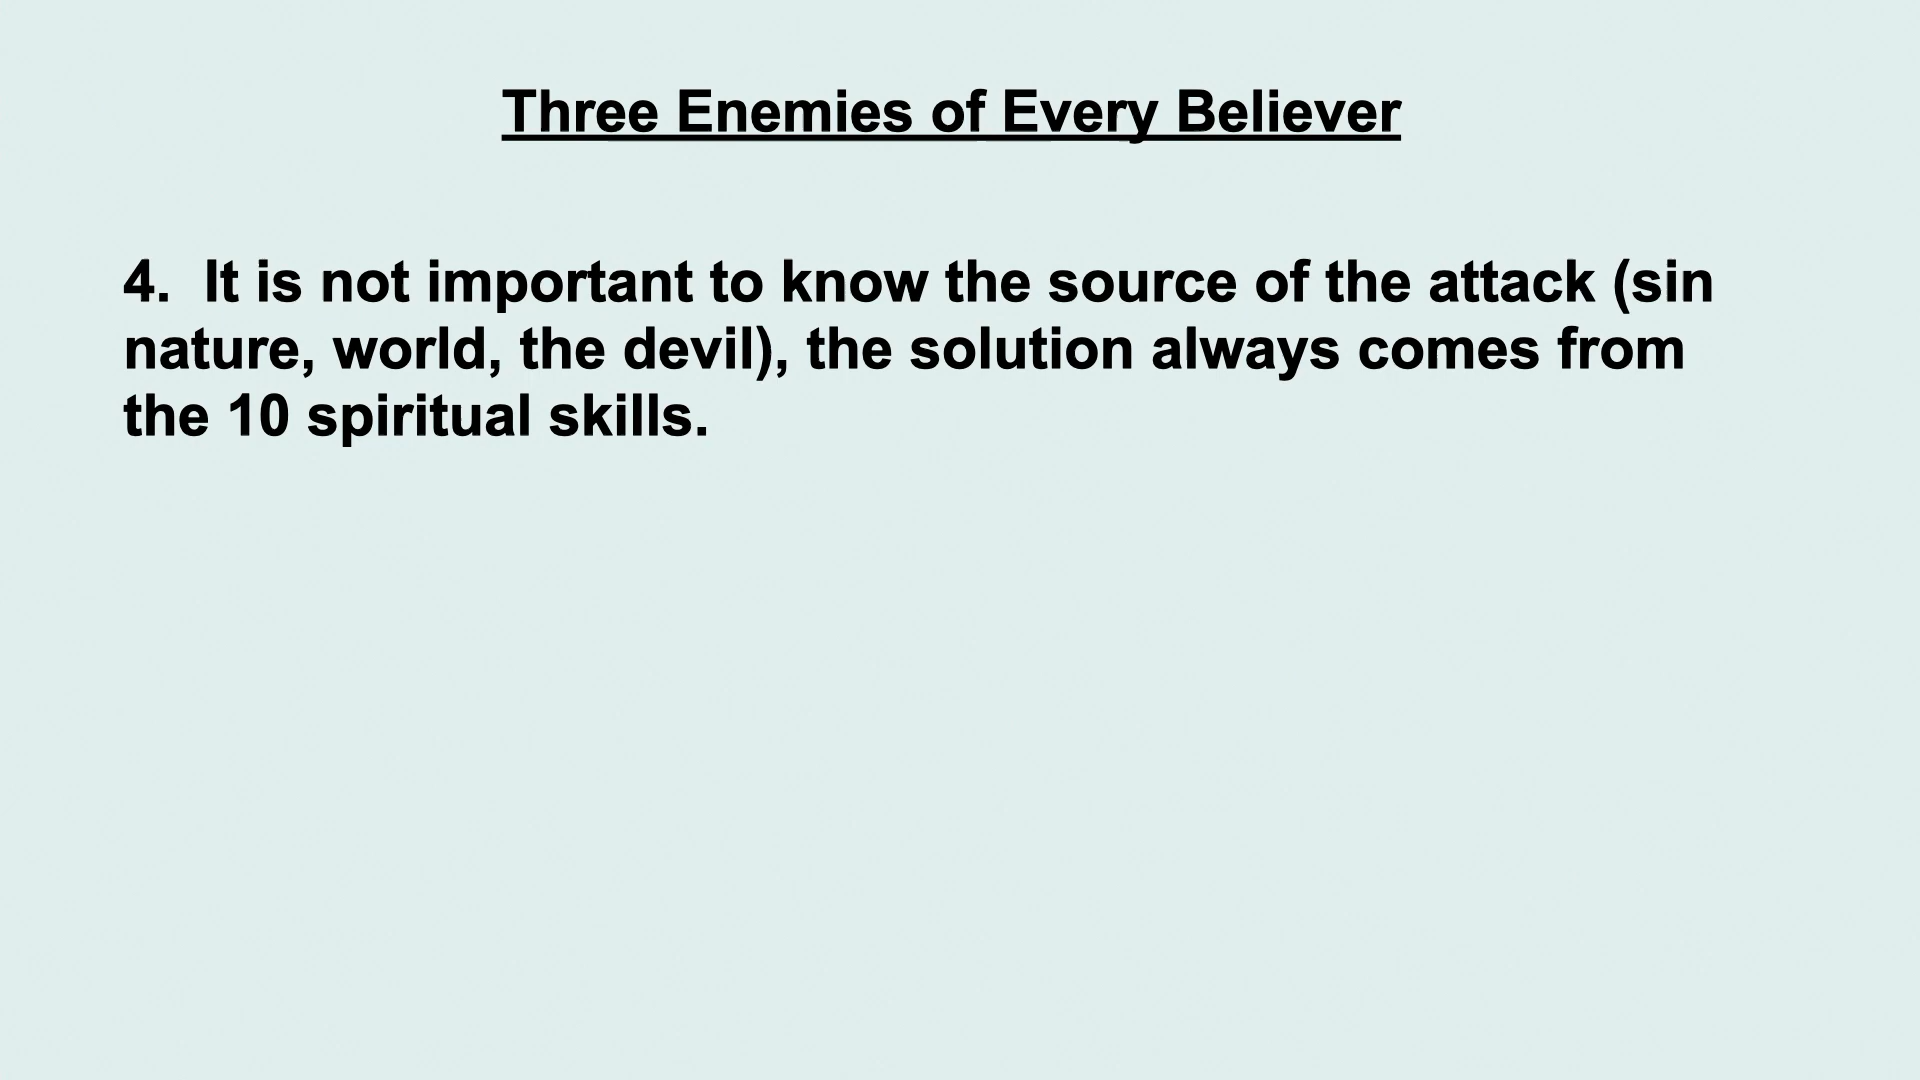 Three Enemies of Every Believer
4.  It is not important to know the source of the attack (sin
nature, world, the devil), the solution always comes from
the 10 spiritual skills.